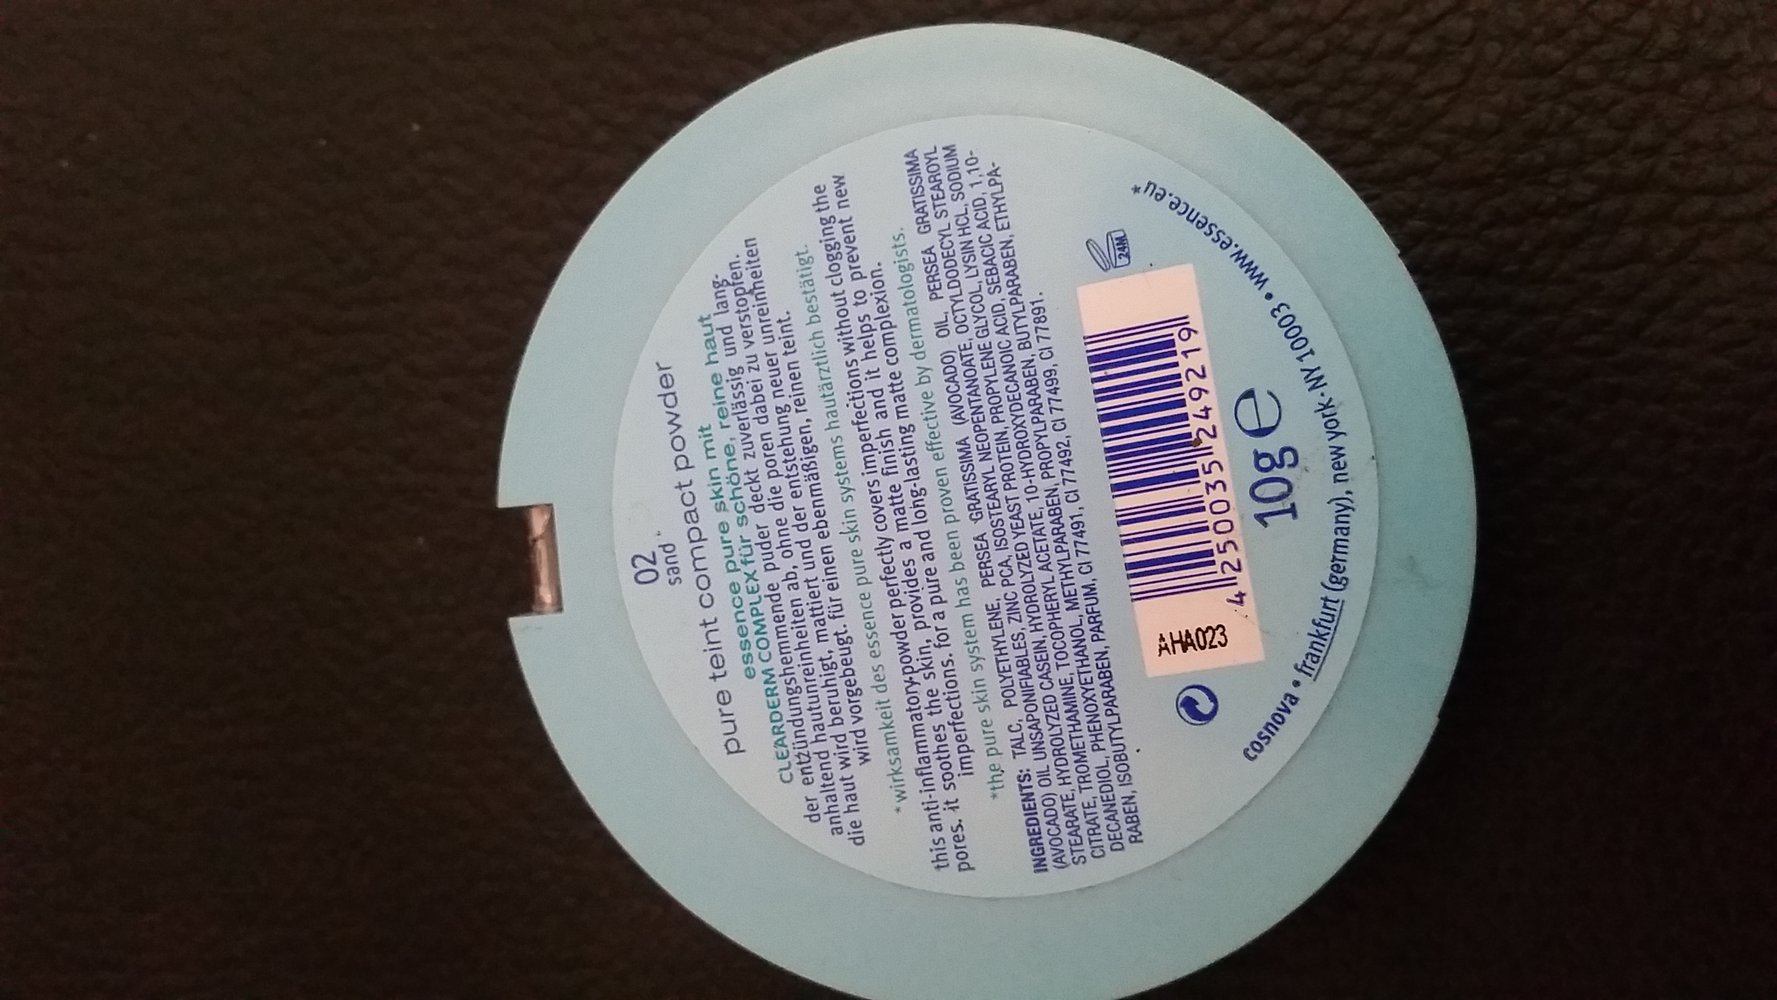 02
sand
pure teint compact powder
essence pure skin mit
CLEARDERM COMPLEX für schöne, reine haut
der entzündungshemmende puder deckt zuverlässig und lang-
anhaltend hautunreinheiten ab, ohne die poren dabei zu verstopfen.
die haut wird beruhigt, mattiert und der entstehung neuer unreinheiten
wird vorgebeugt. für einen ebenmäßigen, reinen teint.
*wirksamkeit des essence pure skin systems hautärztlich bestätigt.
this anti-inflammatory powder perfectly covers imperfections without clogging the
pores. it soothes the skin, provides a matte finish and it helps to prevent new
imperfections. for a pure and long-lasting matte complexion.
*the pure skin system has been proven effective by dermatologists.
INGREDIENTS: TALC, POLYETHYLENE, PERSEA GRATISSIMA (AVOCADO) OIL, PERSEA GRATISSIMA
(AVOCADO) OIL UNSAPONIFIABLES, ZINC PCA, ISOSTEARYL NEOPENTANOATE, OCTYLDODECYL STEAROYL
STEARATE, HYDROLYZED CASEIN, HYDROLYZED YEAST PROTEIN, PROPYLENE GLYCOL, LYSIN HCL, SODIUM
CITRATE, TROMETHAMINE, TOCOPHERYL ACETATE, 10-HYDROXYDECANOIC ACID, SEBACIC ACID, 1,10-
DECANEDIOL, PHENOXYETHANOL, METHYLPARABEN, PROPYLPARABEN, BUTYLPARABEN, ETHYLPA-
RABEN, ISOBUTYLPARABEN, PARFUM, CI 77491, CI 77492, CI 77499, CI 77891.
24M
HA023
4 250035 249219
10g e
cosnova • frankfurt (germany), new york - NY 10003 • www.essence.eu *